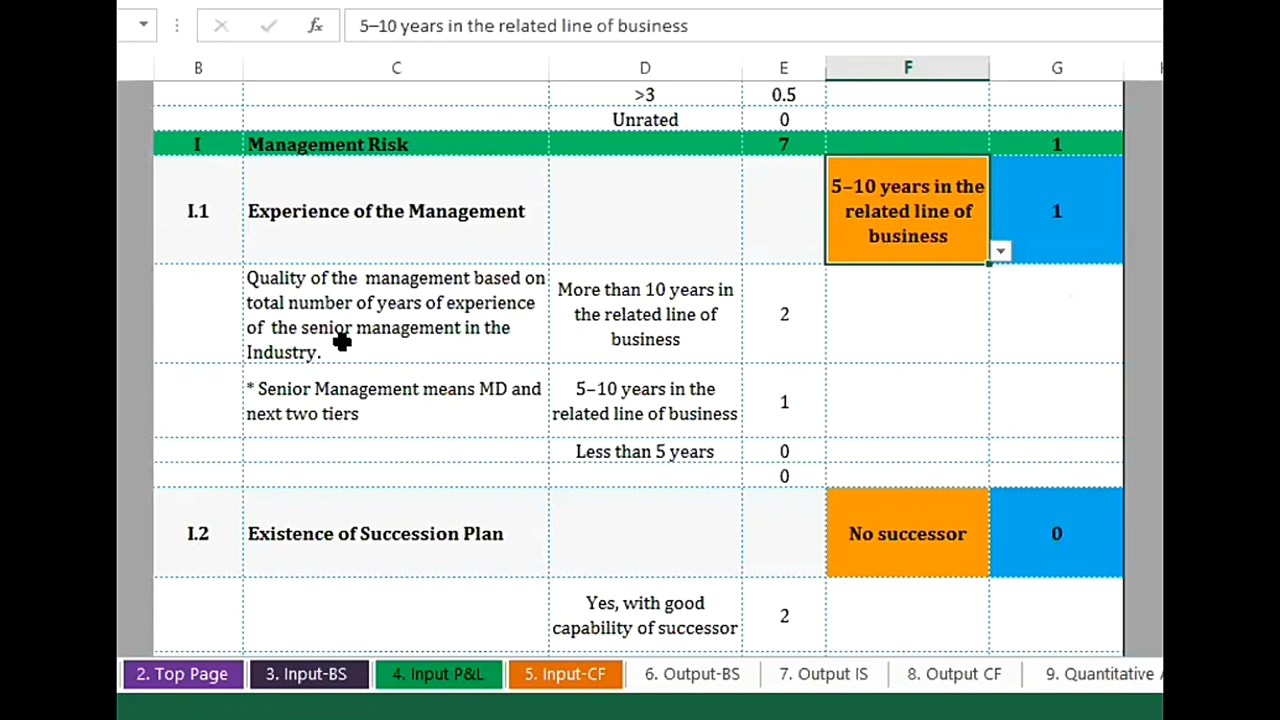 5–10 years in the related line of business
B C D E F G
>3 0.5
Unrated 0
I Management Risk 7 1
I.1 Experience of the Management 5–10 years in the related line of business 1
Quality of the management based on
total number of years of experience
of the senior management in the
Industry.
More than 10 years in
the related line of
business
2
* Senior Management means MD and
next two tiers
5–10 years in the
related line of business
1
Less than 5 years 0
0
I.2 Existence of Succession Plan No successor 0
Yes, with good
capability of successor
2
2. Top Page 3. Input-BS 4. Input P&L 5. Input-CF 6. Output-BS 7. Output IS 8. Output CF 9. Quantitative